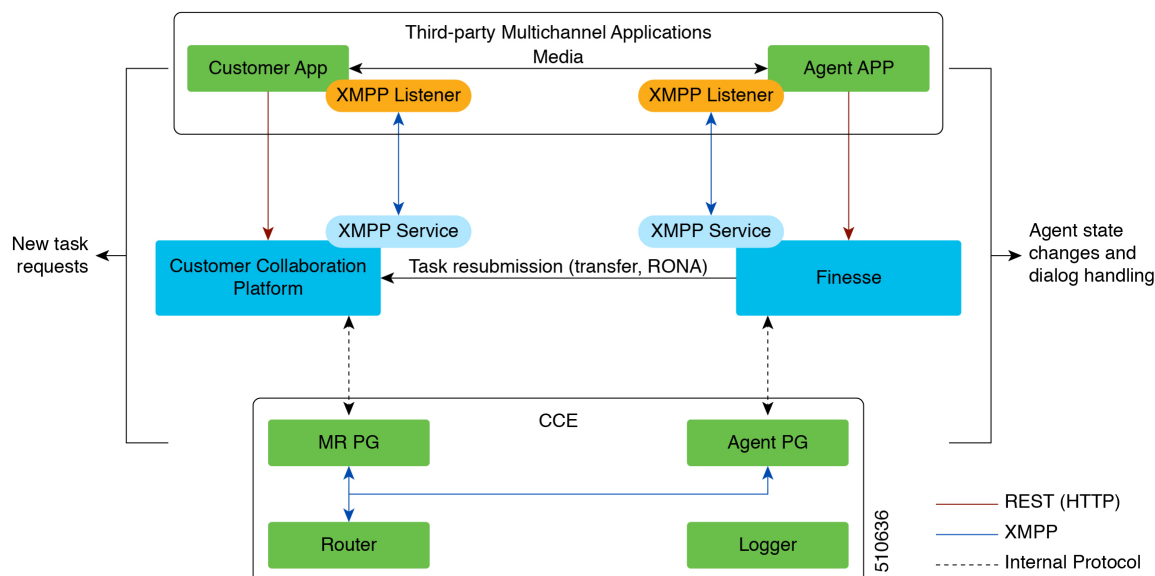 Third-party Multichannel Applications
Media
Customer App
Agent APP
XMPP Listener
XMPP Listener
XMPP Service
XMPP Service
New task
requests
Customer Collaboration
Platform
Task resubmission (transfer, RONA)
Finesse
Agent state
changes and
dialog handling
CCE
MR PG
Agent PG
Router
Logger
510636
REST (HTTP)
XMPP
Internal Protocol